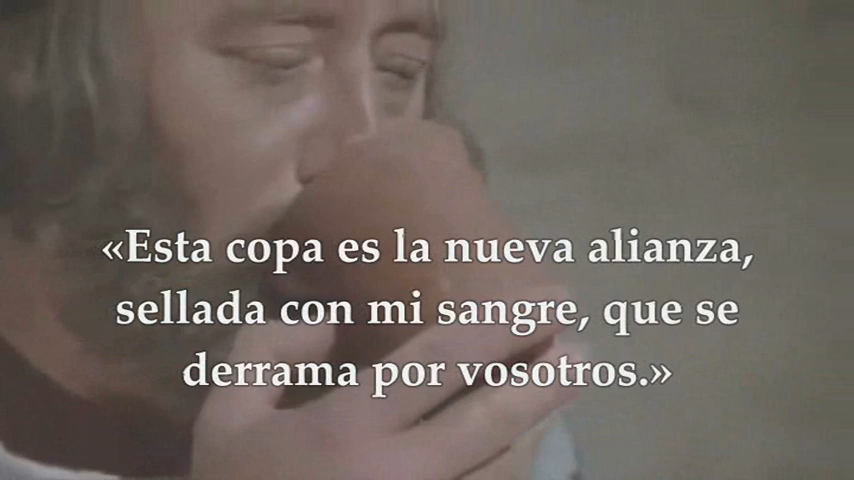 «Esta copa es la nueva alianza,
sellada con mi sangre, que se
derrama por vosotros.»